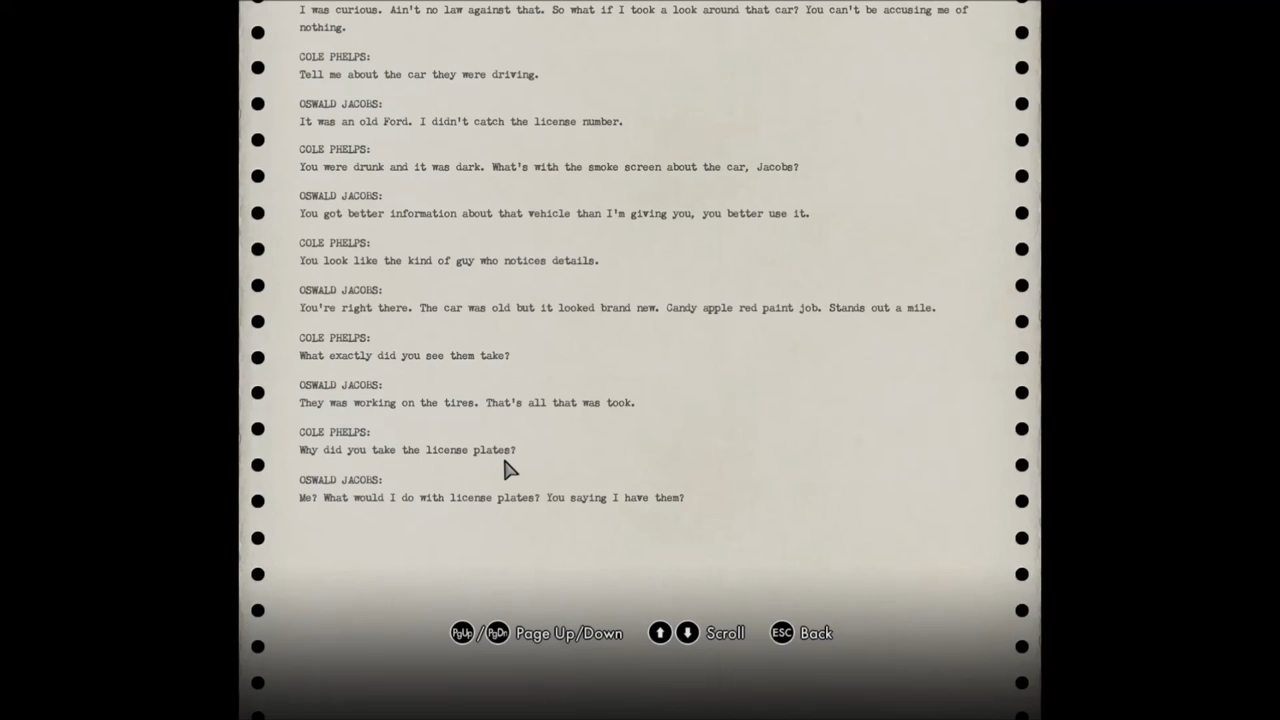 I was curious. Ain't no law against that. So what if I took a look around that car? You can't be accusing me of
nothing.
COLE PHELPS:
Tell me about the car they were driving.
OSWALD JACOBS:
It was an old Ford. I didn't catch the license number.
COLE PHELPS:
You were drunk and it was dark. What's with the smoke screen about the car, Jacobs?
OSWALD JACOBS:
You got better information about that vehicle than I'm giving you, you better use it.
COLE PHELPS:
You look like the kind of guy who notices details.
OSWALD JACOBS:
You're right there. The car was old but it looked brand new. Candy apple red paint job. Stands out a mile.
COLE PHELPS:
What exactly did you see them take?
OSWALD JACOBS:
They was working on the tires. That's all that was took.
COLE PHELPS:
Why did you take the license plates?
OSWALD JACOBS:
Me? What would I do with license plates? You saying I have them?
PgUp/PgDn Page Up/Down Scroll ESC Back